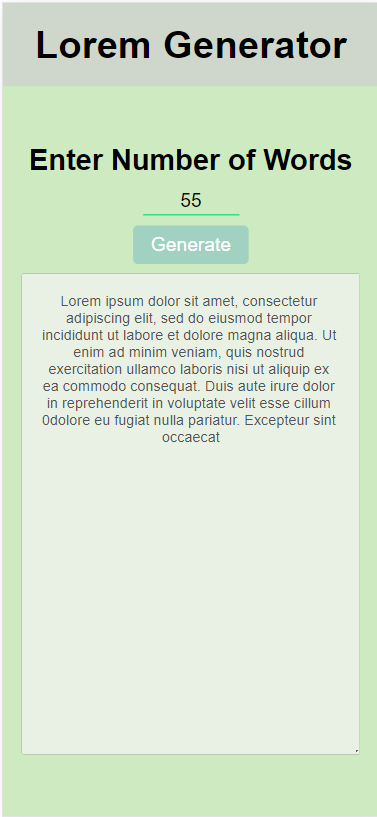 Lorem Generator
Enter Number of Words
55
Generate
Lorem ipsum dolor sit amet, consectetur
adipiscing elit, sed do eiusmod tempor
incididunt ut labore et dolore magna aliqua. Ut
enim ad minim veniam, quis nostrud
exercitation ullamco laboris nisi ut aliquip ex
ea commodo consequat. Duis aute irure dolor
in reprehenderit in voluptate velit esse cillum
0dolore eu fugiat nulla pariatur. Excepteur sint
occaecat